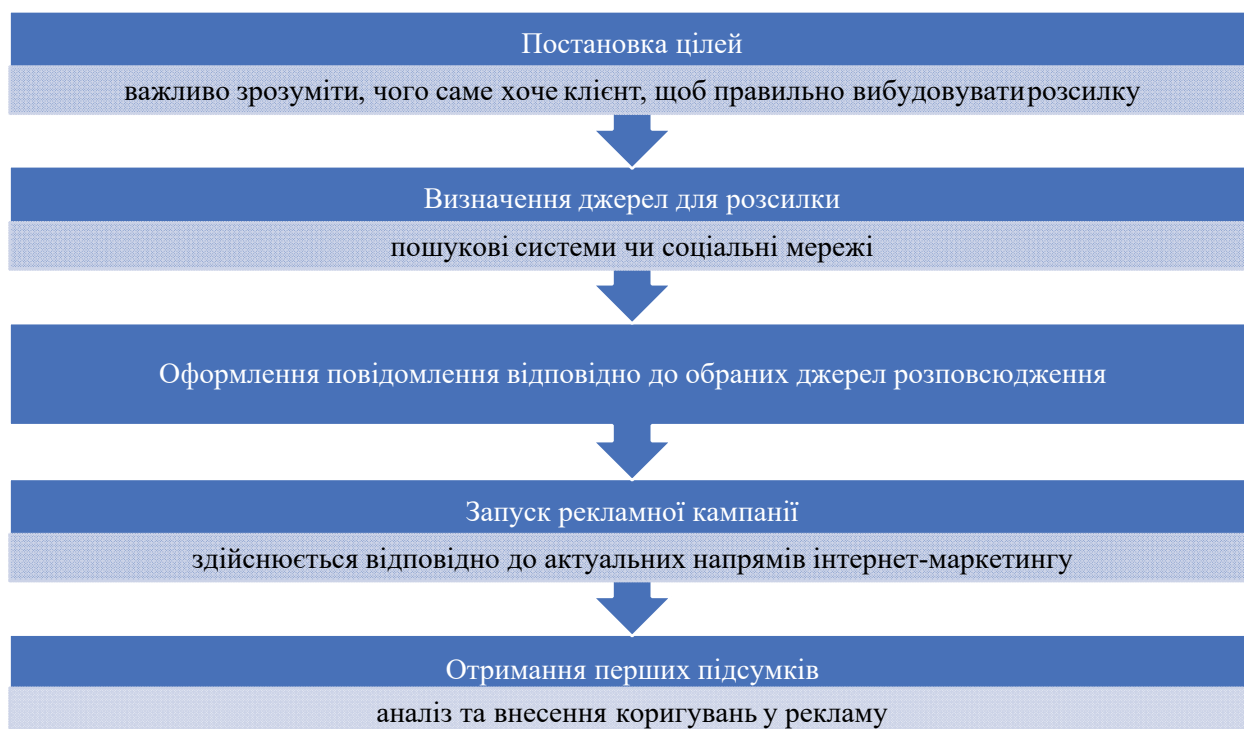 Постановка цілей
важливо зрозуміти, чого саме хоче клієнт, щоб правильно вибудовувати розсилку
Визначення джерел для розсилки
пошукові системи чи соціальні мережі
Оформлення повідомлення відповідно до обраних джерел розповсюдження
Запуск рекламної кампанії
здійснюється відповідно до актуальних напрямів інтернет-маркетингу
Отримання перших підсумків
аналіз та внесення коригувань у рекламу